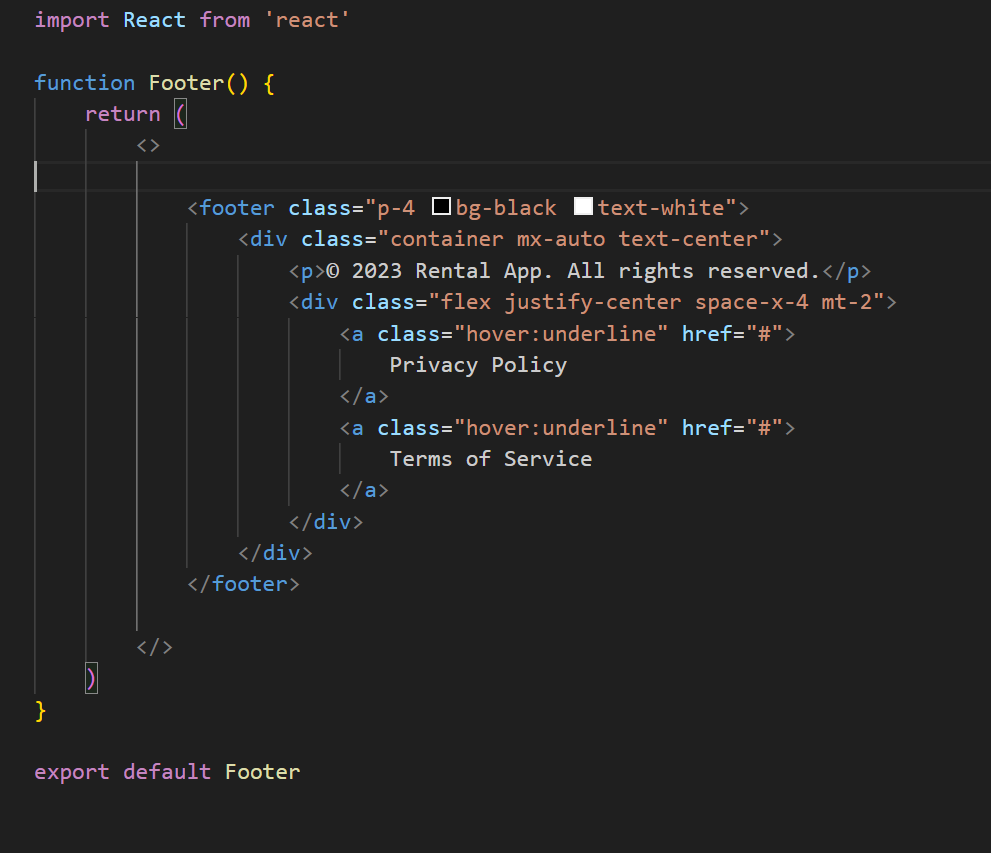 import React from 'react'
function Footer() {
    return (
        <>
            <footer class="p-4 bg-black text-white">
                <div class="container mx-auto text-center">
                    <p>© 2023 Rental App. All rights reserved.</p>
                    <div class="flex justify-center space-x-4 mt-2">
                        <a class="hover:underline" href="#">
                            Privacy Policy
                        </a>
                        <a class="hover:underline" href="#">
                            Terms of Service
                        </a>
                    </div>
                </div>
            </footer>
        </>
    )
}
export default Footer